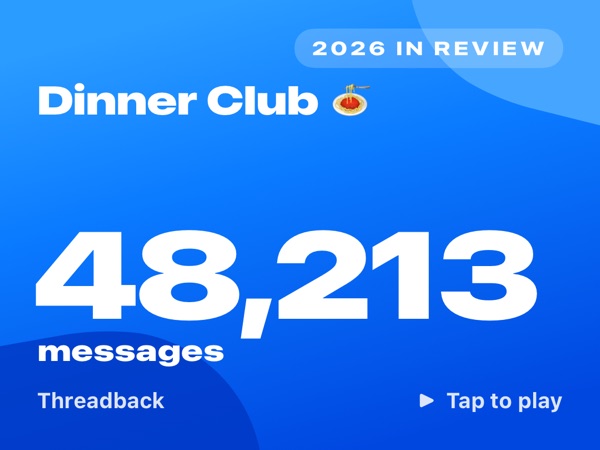 2026 IN REVIEW
Dinner Club 🍝
48,213
messages
Threadback
▶ Tap to play